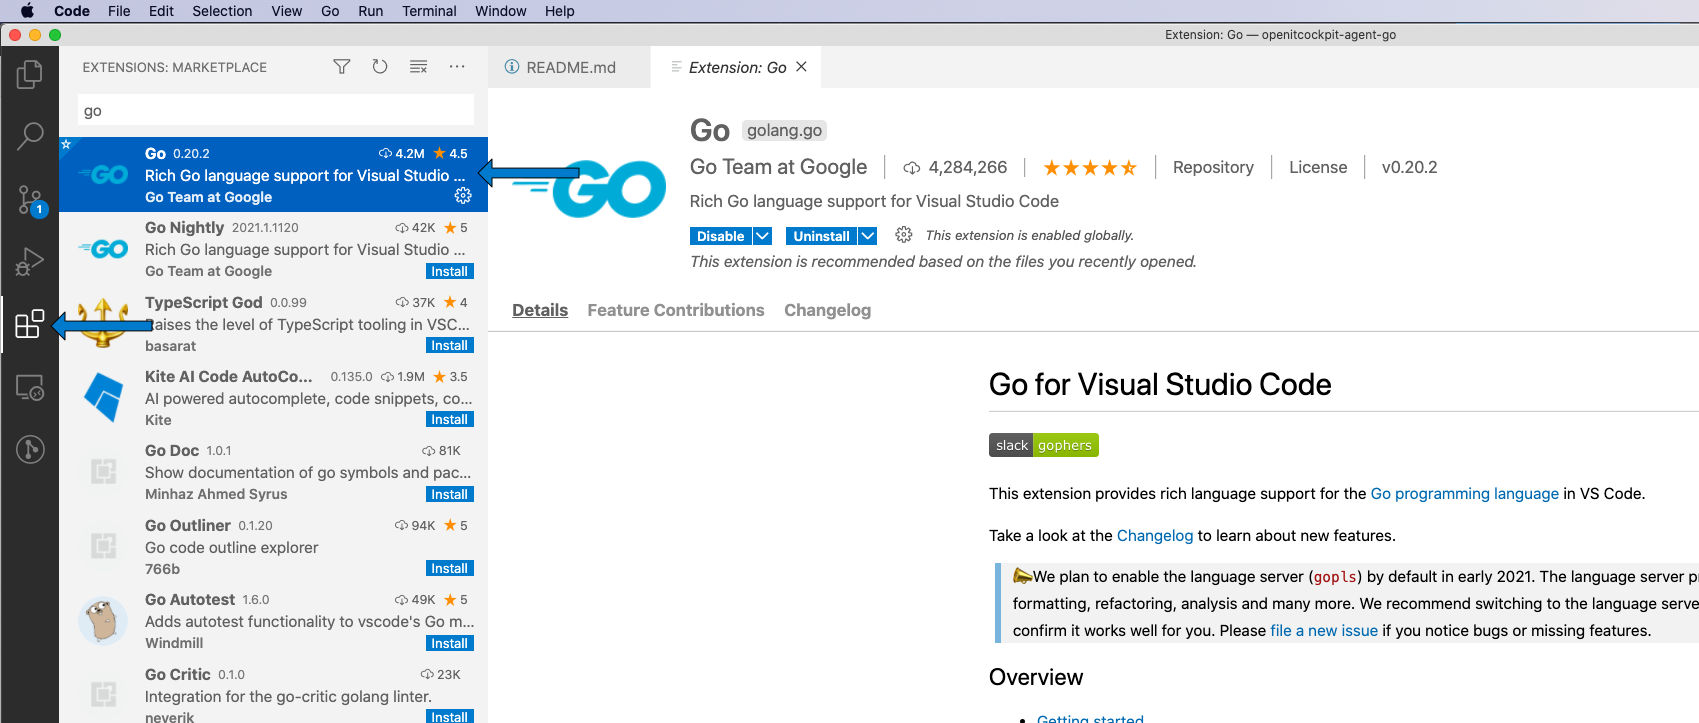 Code File Edit Selection View Go Run Terminal Window Help
Extension: Go — openitcockpit-agent-go
EXTENSIONS: MARKETPLACE
go
Go 0.20.2 4.2M 4.5
Rich Go language support for Visual Studio ...
Go Team at Google
Go Nightly 2021.1.1120 42K 5
Rich Go language support for Visual Studio ...
Go Team at Google Install
TypeScript God 0.0.99 37K 4
Raises the level of TypeScript tooling in VSC...
basarat Install
Kite AI Code AutoCo... 0.135.0 1.9M 3.5
AI powered autocomplete, code snippets, co...
Kite Install
Go Doc 1.0.1 81K
Show documentation of go symbols and pac...
Minhaz Ahmed Syrus Install
Go Outliner 0.1.20 94K 5
Go code outline explorer
766b Install
Go Autotest 1.6.0 49K 5
Adds autotest functionality to vscode's Go m...
Windmill Install
Go Critic 0.1.0 23K
Integration for the go-critic golang linter.
neverik Install
1
README.md Extension: Go
GO
GO
GO
Go golang.go
Go Team at Google 4,284,266 Repository License v0.20.2
Rich Go language support for Visual Studio Code
Disable Uninstall This extension is enabled globally.
This extension is recommended based on the files you recently opened.
Details Feature Contributions Changelog
Go for Visual Studio Code
slack gophers
This extension provides rich language support for the Go programming language in VS Code.
Take a look at the Changelog to learn about new features.
We plan to enable the language server (gopls) by default in early 2021. The language server p
formatting, refactoring, analysis and many more. We recommend switching to the language serve
confirm it works well for you. Please file a new issue if you notice bugs or missing features.
Overview
Getting started